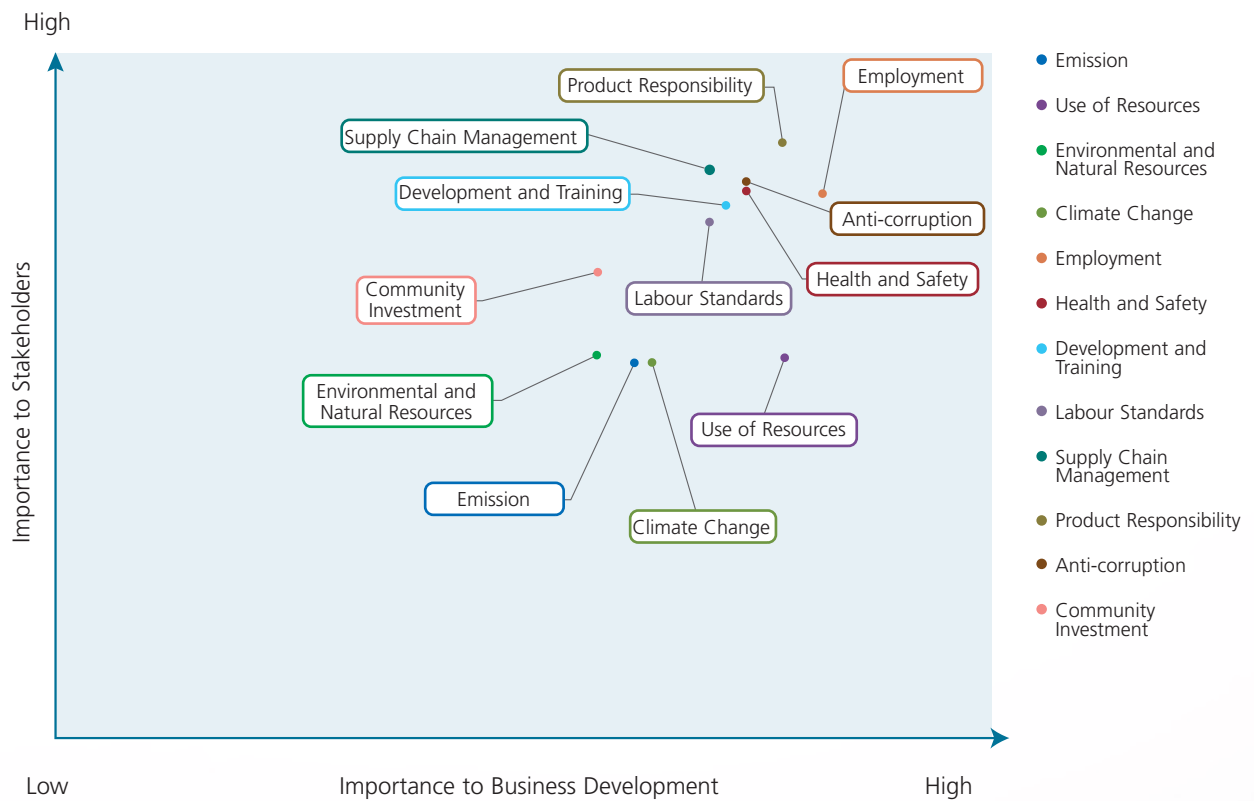 High
Importance to Stakeholders
Product Responsibility
Employment
Supply Chain Management
Development and Training
Anti-corruption
Health and Safety
Labour Standards
Community
Investment
Environmental and
Natural Resources
Use of Resources
Emission
Climate Change
Low
Importance to Business Development
High
Emission
Use of Resources
Environmental and
Natural Resources
Climate Change
Employment
Health and Safety
Development and
Training
Labour Standards
Supply Chain
Management
Product Responsibility
Anti-corruption
Community
Investment